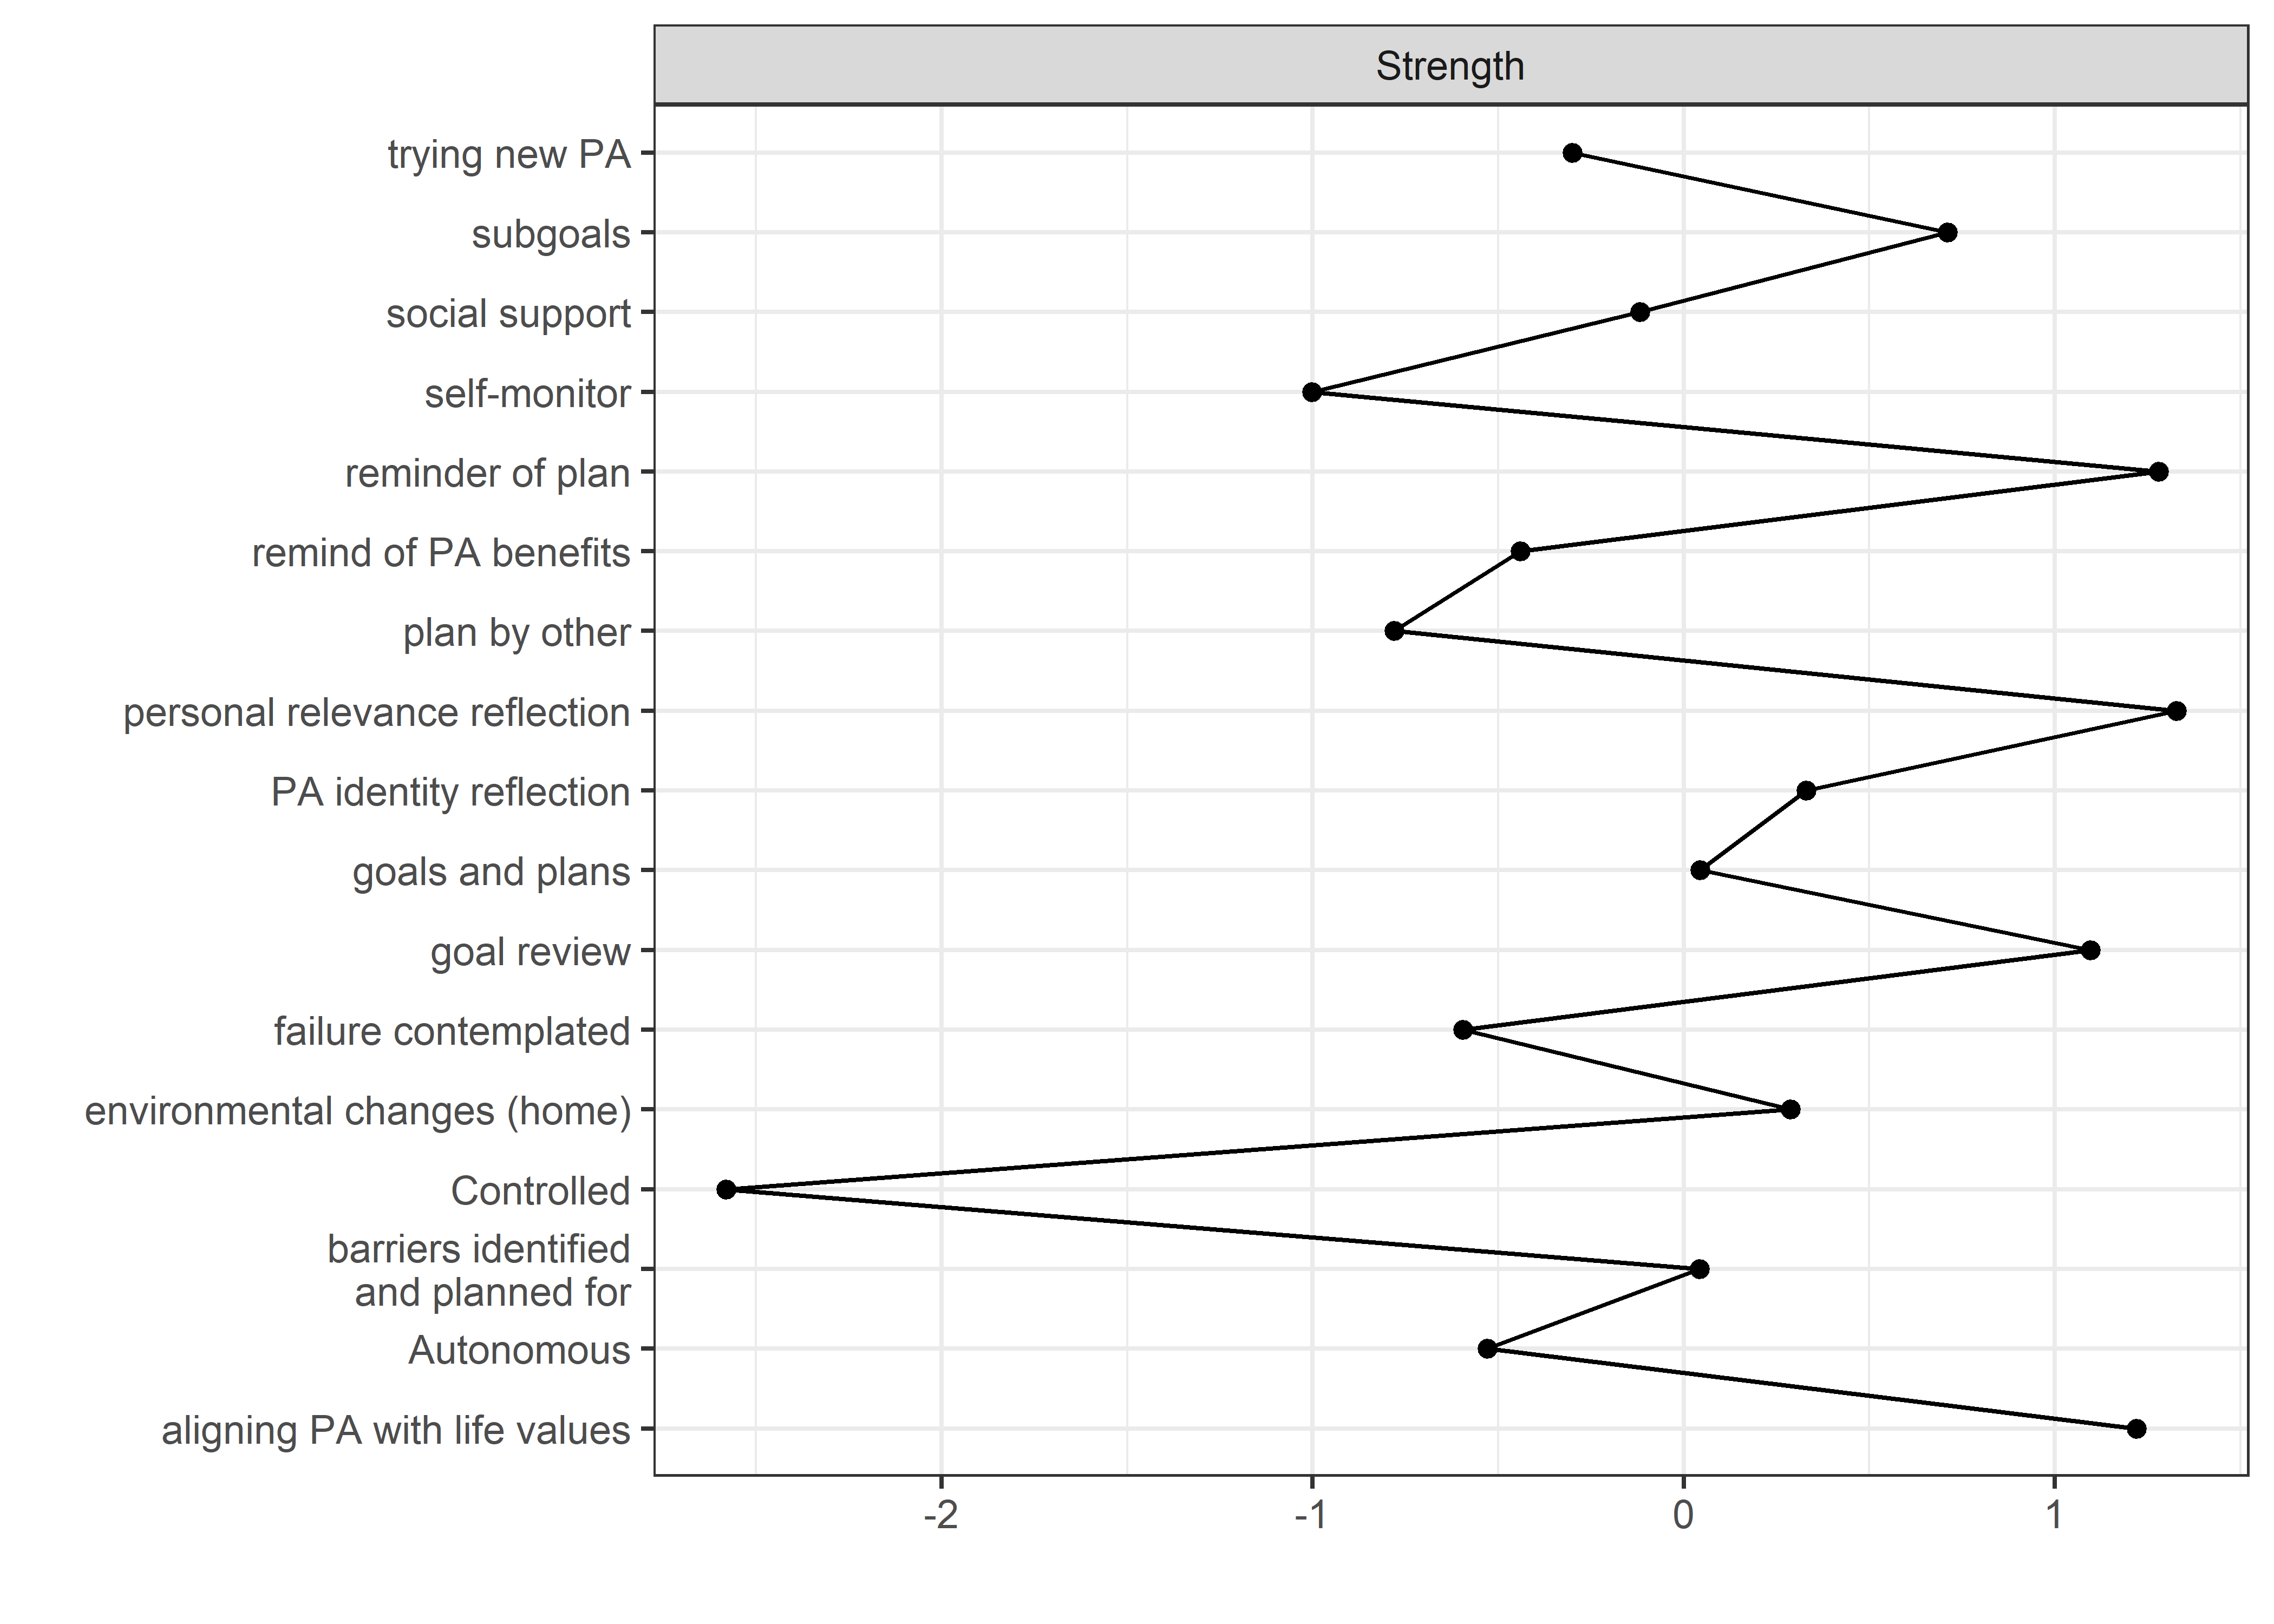 Strength
trying new PA
subgoals
social support
self-monitor
reminder of plan
remind of PA benefits
plan by other
personal relevance reflection
PA identity reflection
goals and plans
goal review
failure contemplated
environmental changes (home)
Controlled
barriers identified
and planned for
Autonomous
aligning PA with life values
-2
-1
0
1